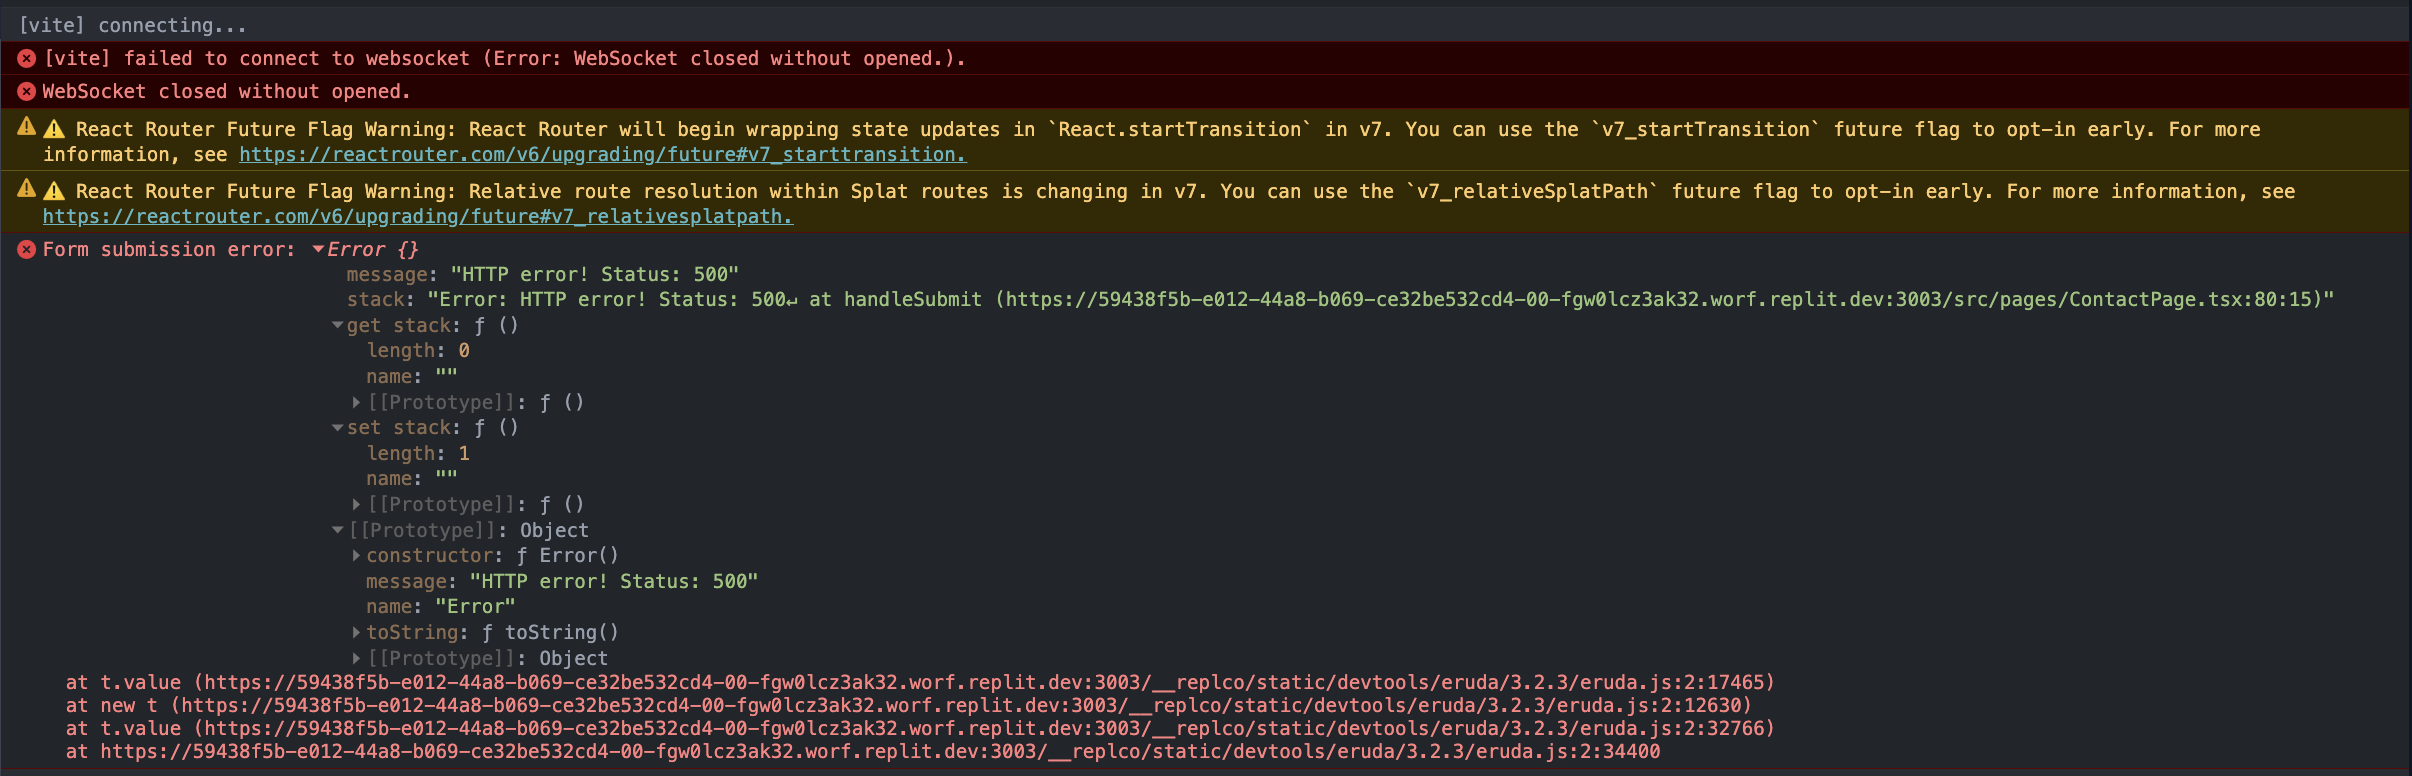 [vite] connecting...
[vite] failed to connect to websocket (Error: WebSocket closed without opened.).
WebSocket closed without opened.
⚠️ React Router Future Flag Warning: React Router will begin wrapping state updates in `React.startTransition` in v7. You can use the `v7_startTransition` future flag to opt-in early. For more
information, see https://reactrouter.com/v6/upgrading/future#v7_starttransition.
⚠️ React Router Future Flag Warning: Relative route resolution within Splat routes is changing in v7. You can use the `v7_relativeSplatPath` future flag to opt-in early. For more information, see
https://reactrouter.com/v6/upgrading/future#v7_relativesplatpath.
Form submission error: ▼Error {}
message: "HTTP error! Status: 500"
stack: "Error: HTTP error! Status: 500↵ at handleSubmit (https://59438f5b-e012-44a8-b069-ce32be532cd4-00-fgw0lcz3ak32.worf.replit.dev:3003/src/pages/ContactPage.tsx:80:15)"
▼get stack: ƒ ()
length: 0
name: ""
▶[[Prototype]]: ƒ ()
▼set stack: ƒ ()
length: 1
name: ""
▶[[Prototype]]: ƒ ()
▼[[Prototype]]: Object
▶constructor: ƒ Error()
message: "HTTP error! Status: 500"
name: "Error"
▶toString: ƒ toString()
▶[[Prototype]]: Object
at t.value (https://59438f5b-e012-44a8-b069-ce32be532cd4-00-fgw0lcz3ak32.worf.replit.dev:3003/__replco/static/devtools/eruda/3.2.3/eruda.js:2:17465)
at new t (https://59438f5b-e012-44a8-b069-ce32be532cd4-00-fgw0lcz3ak32.worf.replit.dev:3003/__replco/static/devtools/eruda/3.2.3/eruda.js:2:12630)
at t.value (https://59438f5b-e012-44a8-b069-ce32be532cd4-00-fgw0lcz3ak32.worf.replit.dev:3003/__replco/static/devtools/eruda/3.2.3/eruda.js:2:32766)
at https://59438f5b-e012-44a8-b069-ce32be532cd4-00-fgw0lcz3ak32.worf.replit.dev:3003/__replco/static/devtools/eruda/3.2.3/eruda.js:2:34400